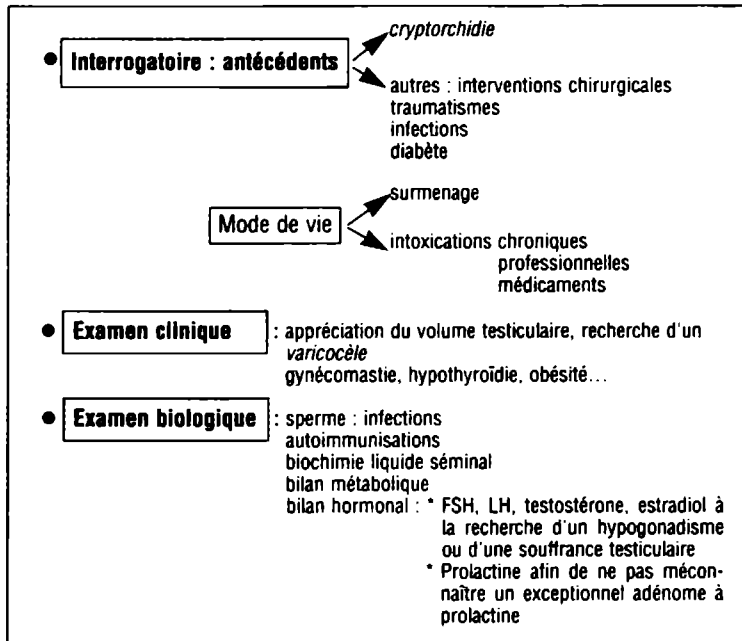 cryptorchidie
● Interrogatoire : antécédents
autres : interventions chirurgicales
traumatismes
infections
diabète
surmenage
Mode de vie
intoxications chroniques
professionnelles
médicaments
● Examen clinique : appréciation du volume testiculaire, recherche d'un
varicocèle
gynécomastie, hypothyroïdie, obésité...
● Examen biologique : sperme : infections
autoimmunisations
biochimie liquide séminal
bilan métabolique
bilan hormonal : * FSH, LH, testostérone, estradiol à
la recherche d'un hypogonadisme
ou d'une souffrance testiculaire
* Prolactine afin de ne pas mécon-
naître un exceptionnel adénome à
prolactine